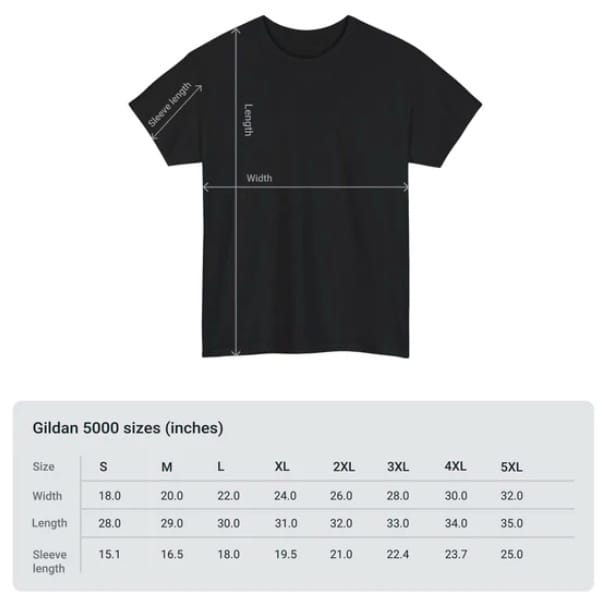 Sleeve length
Length
Width
Gildan 5000 sizes (inches)
Size S M L XL 2XL 3XL 4XL 5XL
Width 18.0 20.0 22.0 24.0 26.0 28.0 30.0 32.0
Length 28.0 29.0 30.0 31.0 32.0 33.0 34.0 35.0
Sleeve
length 15.1 16.5 18.0 19.5 21.0 22.4 23.7 25.0